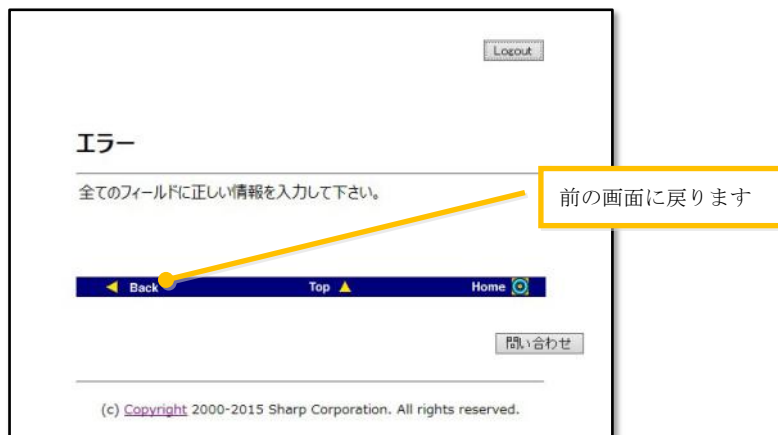 Logout
エラー
全てのフィールドに正しい情報を入力して下さい。
前の画面に戻ります
Back Top Home
問い合わせ
(c) Copyright 2000-2015 Sharp Corporation. All rights reserved.